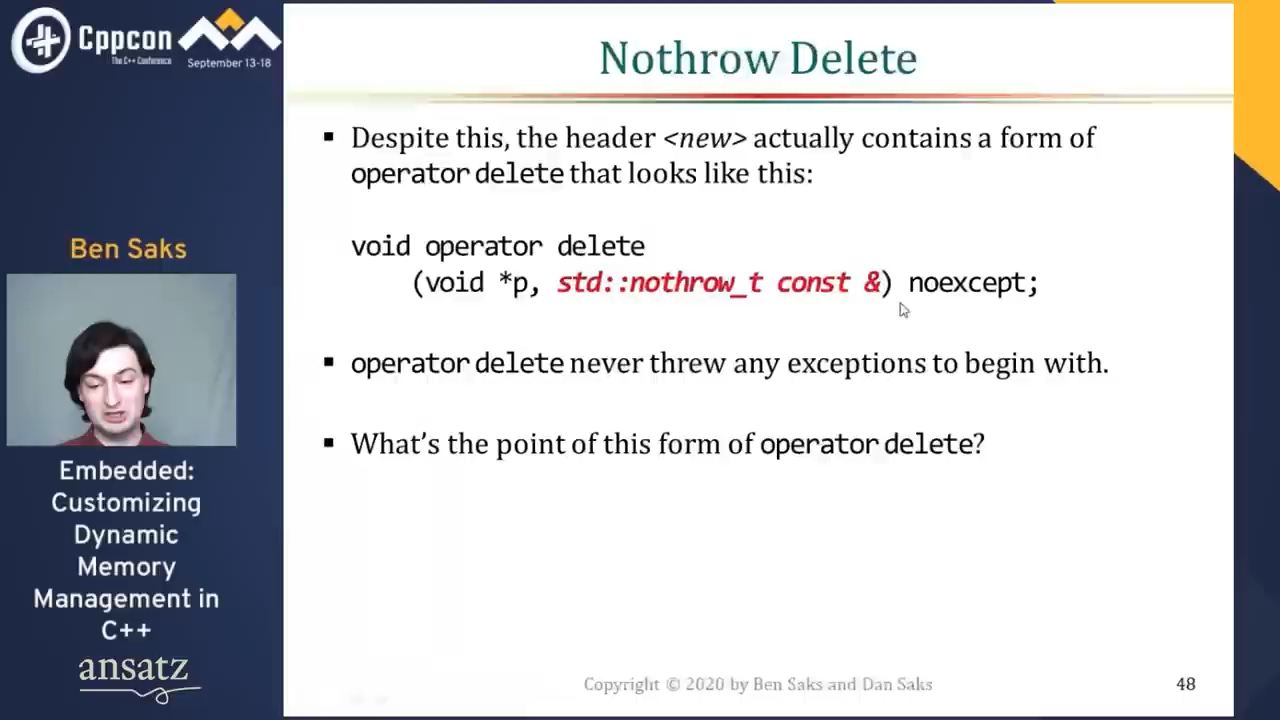 Cppcon
The C++ Conference
September 13-18
Nothrow Delete
▪ Despite this, the header <new> actually contains a form of
operator delete that looks like this:
void operator delete
(void *p, std::nothrow_t const &) noexcept;
▪ operator delete never threw any exceptions to begin with.
▪ What's the point of this form of operator delete?
Ben Saks
Embedded:
Customizing
Dynamic
Memory
Management in
C++
ansatz
Copyright © 2020 by Ben Saks and Dan Saks
48